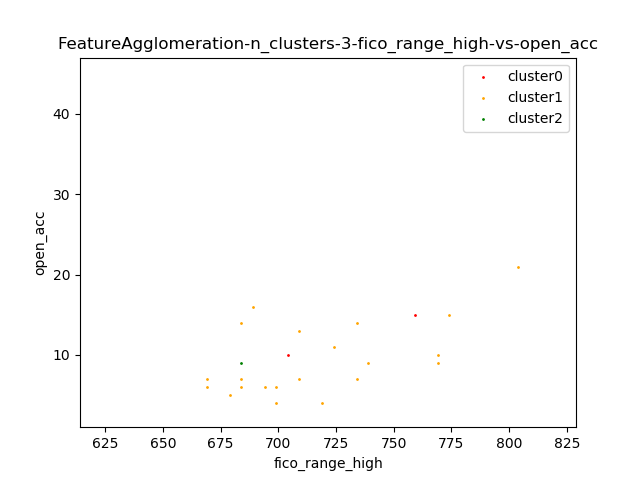 FeatureAgglomeration-n_clusters-3-fico_range_high-vs-open_acc
cluster0
cluster1
cluster2
40
30
20
10
open_acc
625
650
675
700
725
750
775
800
825
fico_range_high